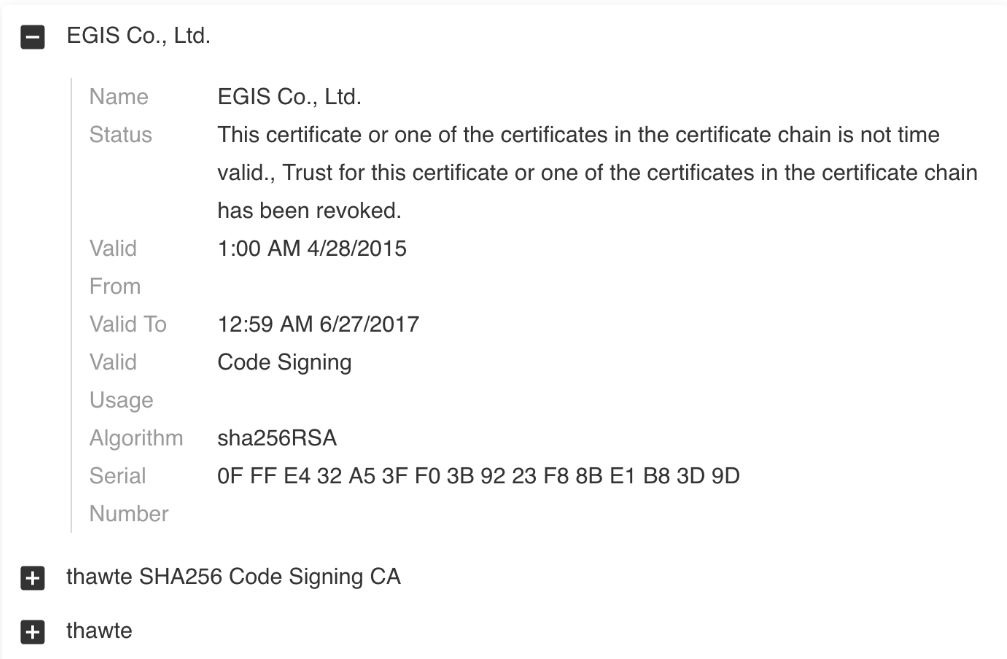 EGIS Co., Ltd.
Name EGIS Co., Ltd.
Status This certificate or one of the certificates in the certificate chain is not time
valid., Trust for this certificate or one of the certificates in the certificate chain
has been revoked.
Valid 1:00 AM 4/28/2015
From
Valid To 12:59 AM 6/27/2017
Valid Code Signing
Usage
Algorithm sha256RSA
Serial 0F FF E4 32 A5 3F F0 3B 92 23 F8 8B E1 B8 3D 9D
Number
thawte SHA256 Code Signing CA
thawte